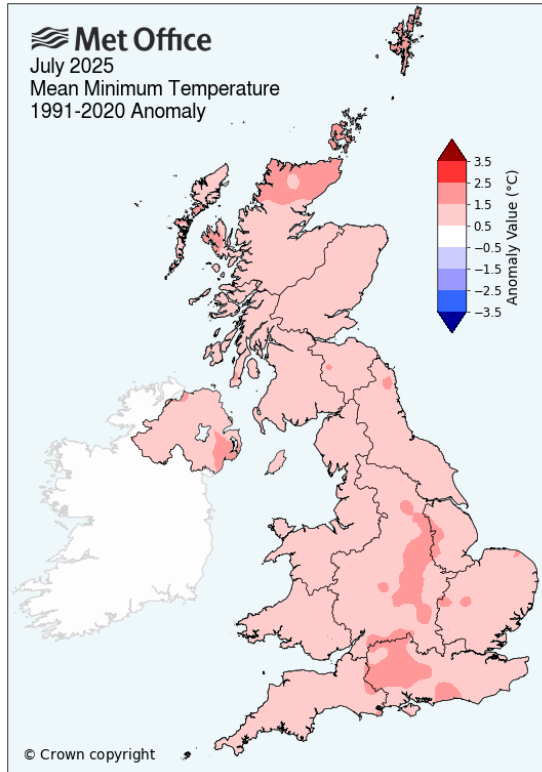 Met Office
July 2025
Mean Minimum Temperature
1991-2020 Anomaly
3.5
2.5
1.5
0.5
−0.5
−1.5
−2.5
−3.5
Anomaly Value (°C)
© Crown copyright